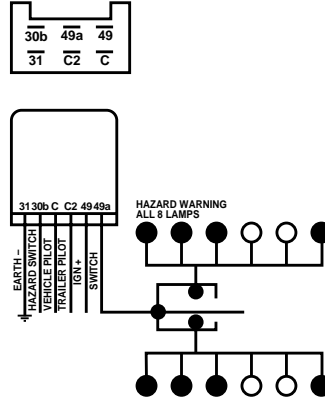 30b 49a 49
31 C2 C
31 30b C C2 49 49a
EARTH –
HAZARD SWITCH
VEHICLE PILOT
TRAILER PILOT
IGN +
SWITCH
HAZARD WARNING
ALL 8 LAMPS